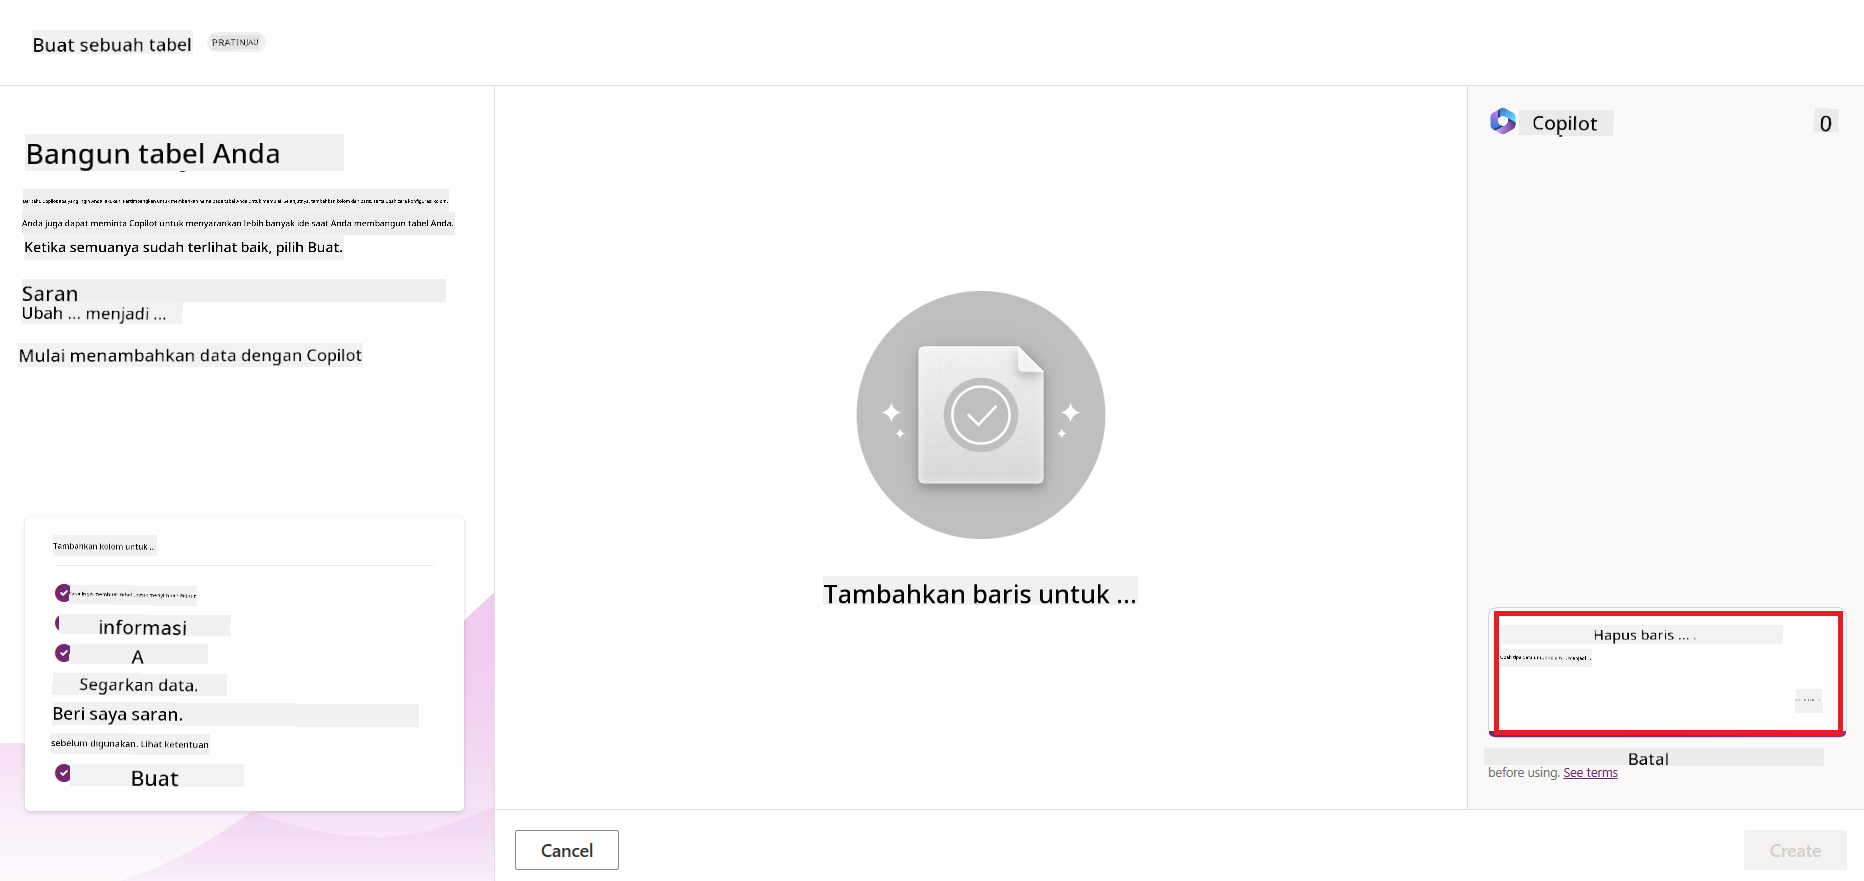 Buat sebuah tabel PRATINJAU
Bangun tabel Anda
Anda juga dapat meminta Copilot untuk menyarankan lebih banyak ide saat Anda membangun tabel Anda.
Ketika semuanya sudah terlihat baik, pilih Buat.
Saran
Ubah ... menjadi ...
Mulai menambahkan data dengan Copilot
Tambahkan kolom untuk ...
informasi
A
Segarkan data.
Beri saya saran.
sebelum digunakan. Lihat ketentuan
Buat
Tambahkan baris untuk ...
Cancel
Copilot
0
Hapus baris ... .
Batal
before using. See terms
Create